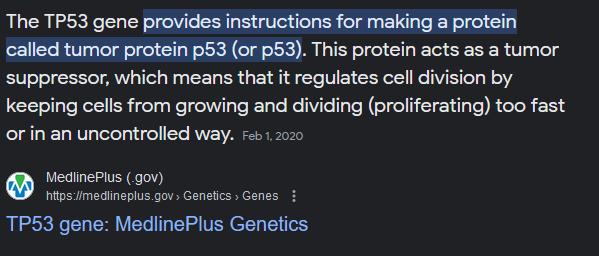 The TP53 gene provides instructions for making a protein
called tumor protein p53 (or p53). This protein acts as a tumor
suppressor, which means that it regulates cell division by
keeping cells from growing and dividing (proliferating) too fast
or in an uncontrolled way. Feb 1, 2020
MedlinePlus (.gov)
https://medlineplus.gov › Genetics › Genes
TP53 gene: MedlinePlus Genetics